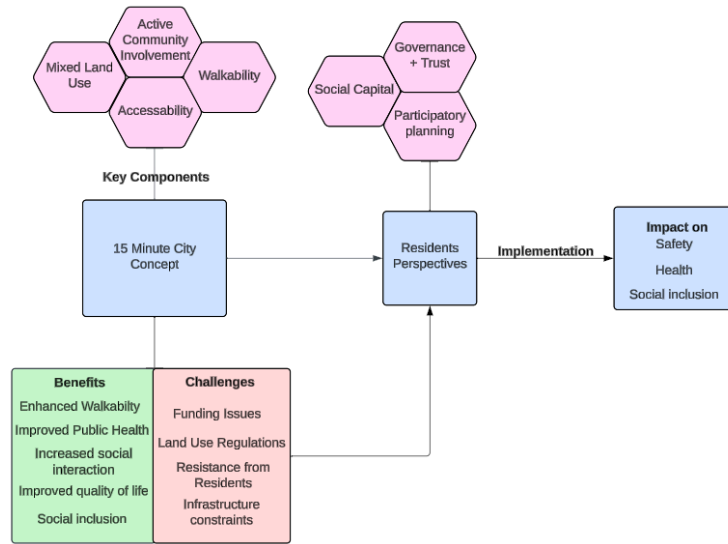 Active
Community
Involvement
Mixed Land
Use
Walkability
Accessability
Governance
+ Trust
Social Capital
Participatory
planning
Key Components
15 Minute City
Concept
Residents
Perspectives
Implementation
Impact on
Safety
Health
Social inclusion
Benefits
Enhanced Walkabilty
Improved Public Health
Increased social
interaction
Improved quality of life
Social inclusion
Challenges
Funding Issues
Land Use Regulations
Resistance from
Residents
Infrastructure
constraints